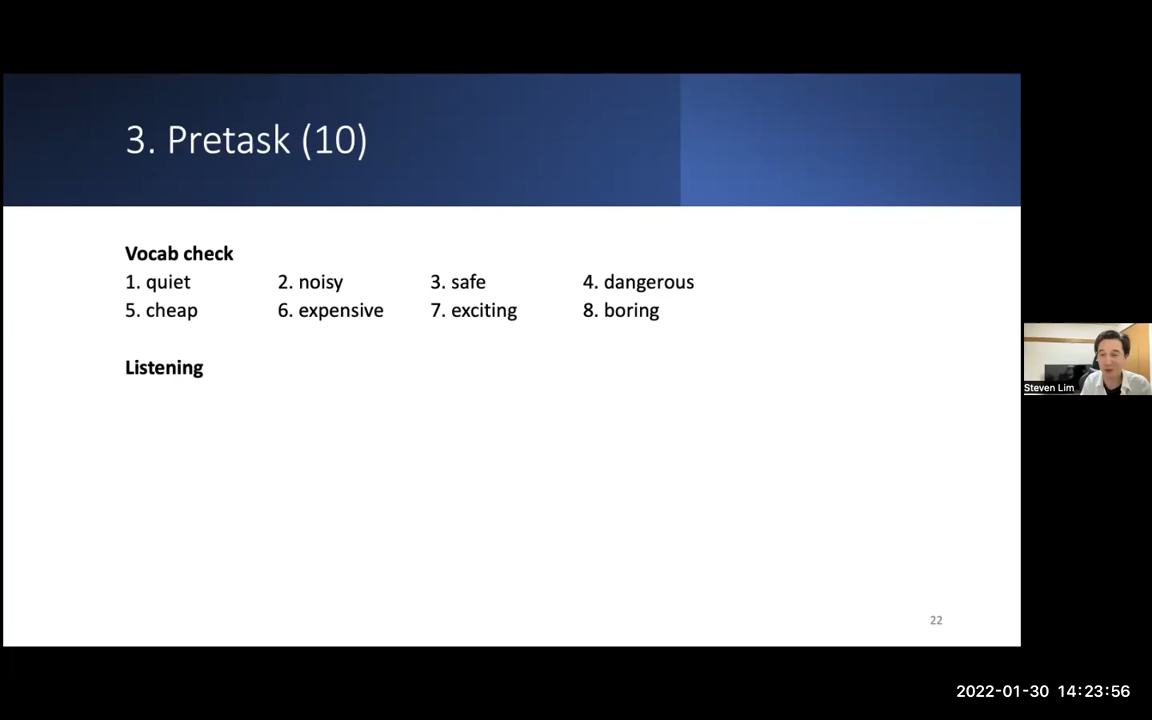 3. Pretask (10)
Vocab check
1. quiet 2. noisy 3. safe 4. dangerous
5. cheap 6. expensive 7. exciting 8. boring
Listening
Steven Lim
22
2022-01-30 14:23:56